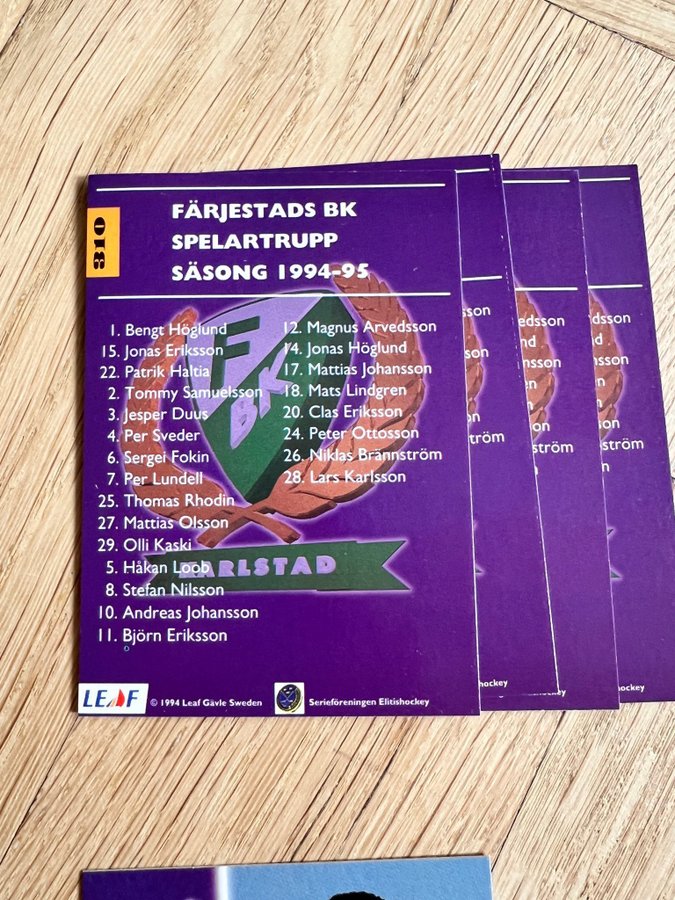 310
FÄRJESTADS BK
SPELARTRUPP
SÄSONG 1994-95
1. Bengt Höglund
15. Jonas Eriksson
22. Patrik Haltia
2. Tommy Samuelsson
3. Jesper Duus
4. Per Sveder
6. Sergei Fokin
7. Per Lundell
25. Thomas Rhodin
27. Mattias Olsson
29. Olli Kaski
5. Håkan Loob
8. Stefan Nilsson
10. Andreas Johansson
11. Björn Eriksson
12. Magnus Arvedsson
14. Jonas Höglund
17. Mattias Johansson
18. Mats Lindgren
20. Clas Eriksson
24. Peter Ottosson
26. Niklas Brännström
28. Lars Karlsson
F
BK
KARLSTAD
LEAF © 1994 Leaf Gävle Sweden Serieföreningen Elitishockey